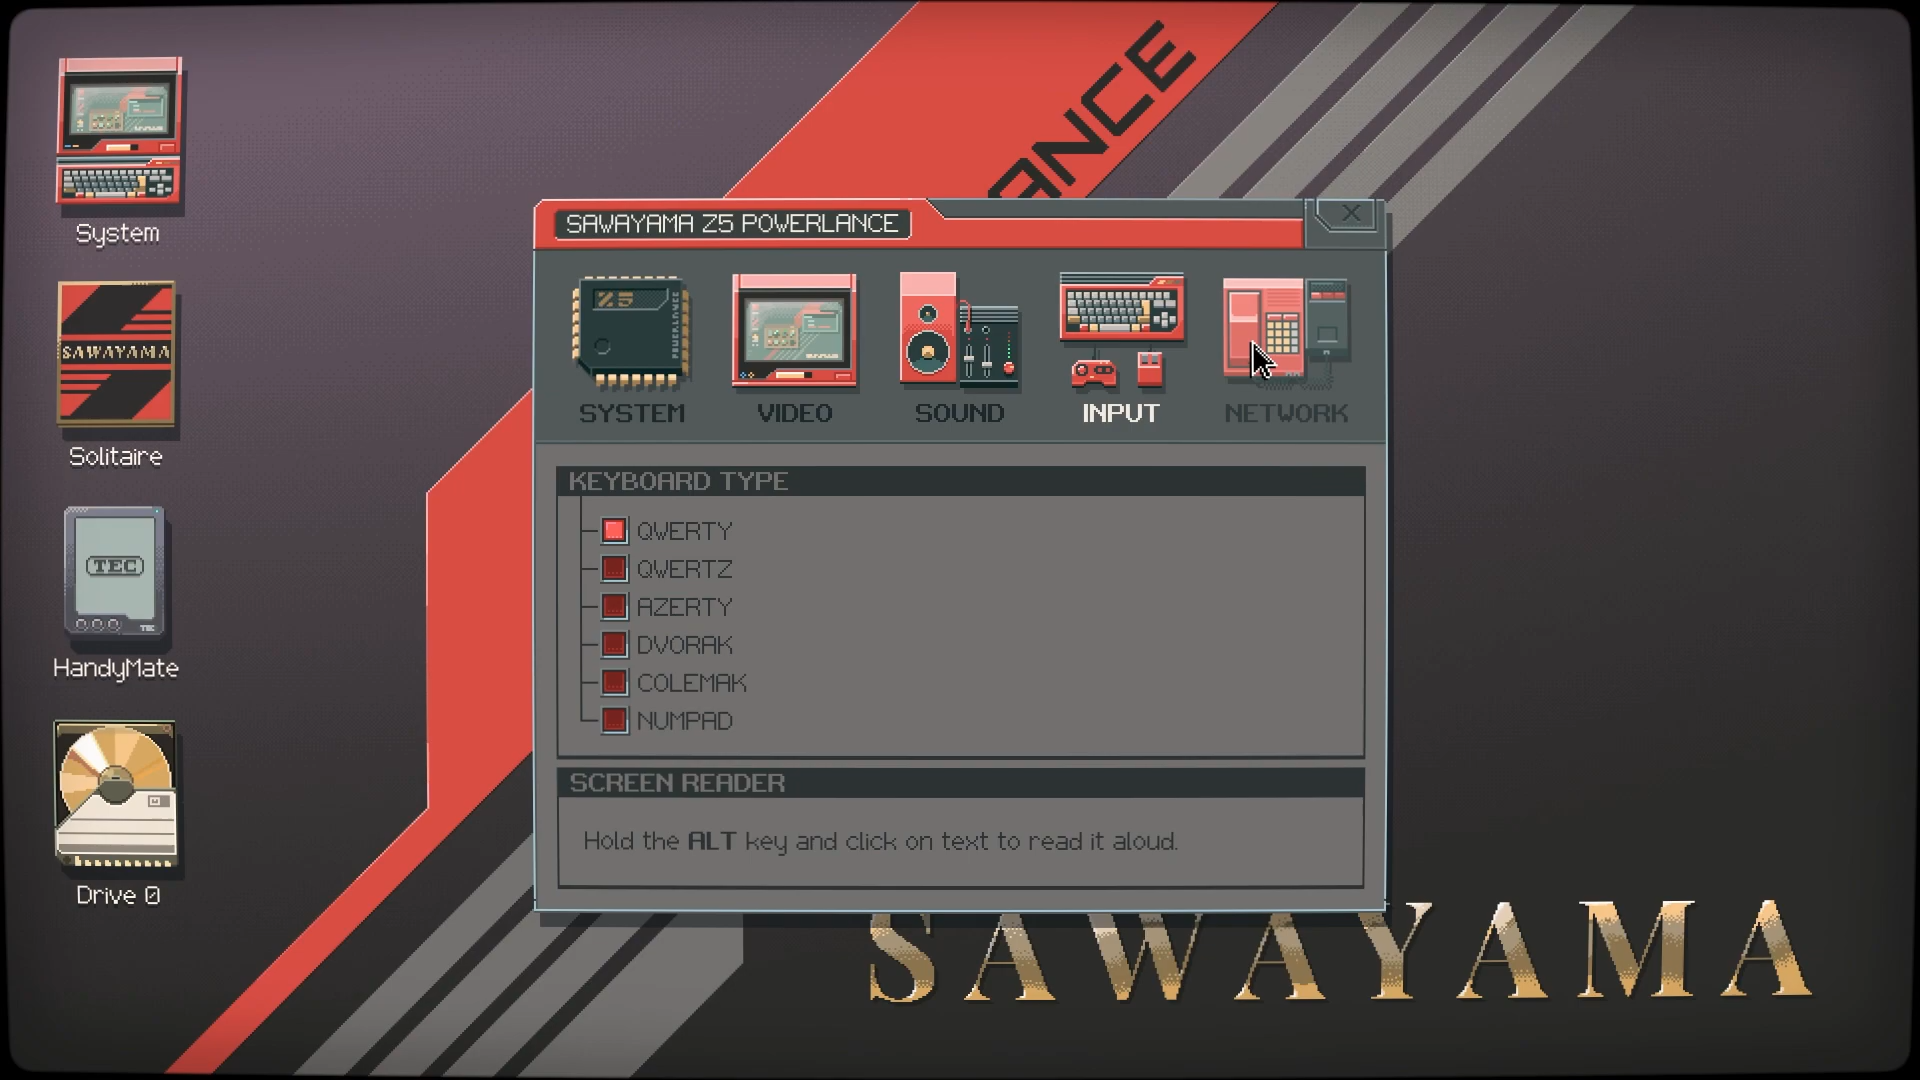 ANCE
System
SAWAYAMA
Solitaire
TEC
TEC
HandyMate
Drive 0
SAWAYAMA Z5 POWERLANCE
Z5
POWERLANCE
SYSTEM
VIDEO
SOUND
INPUT
NETWORK
KEYBOARD TYPE
QWERTY
QWERTZ
AZERTY
DVORAK
COLEMAK
NUMPAD
SCREEN READER
Hold the ALT key and click on text to read it aloud.
SAWAYAMA